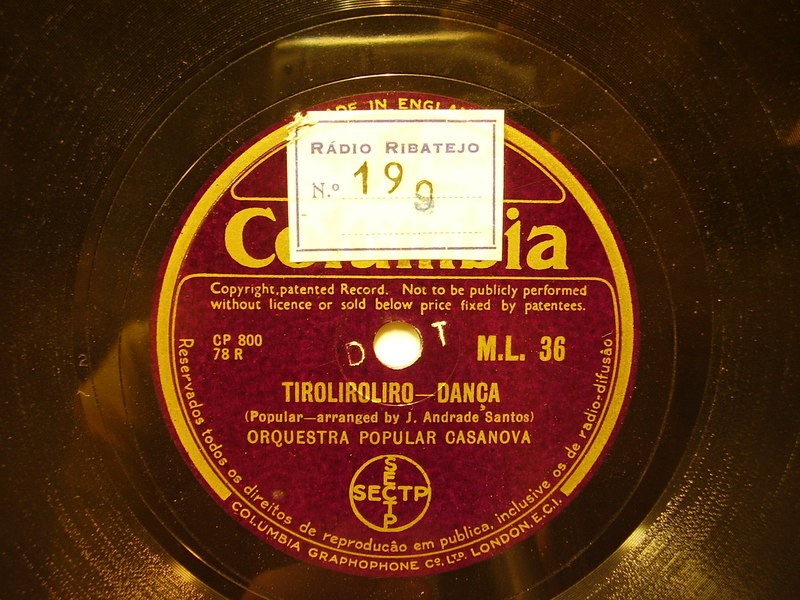 MADE IN ENGLA
RÁDIO RIBATEJO
N.º 199
Columbia
Copyright, patented Record. Not to be publicly performed
without licence or sold below price fixed by patentees.
CP 800
78 R
D T
M.L. 36
TIROLIROLIRO—DANÇA
(Popular—arranged by J. Andrade Santos)
ORQUESTRA POPULAR CASANOVA
SECTP
SECTP
Reservados todos os direitos de reproducão em publica, inclusive os de radio-difusão
COLUMBIA GRAPHOPHONE CO. LTD. LONDON, E.C.1.
2